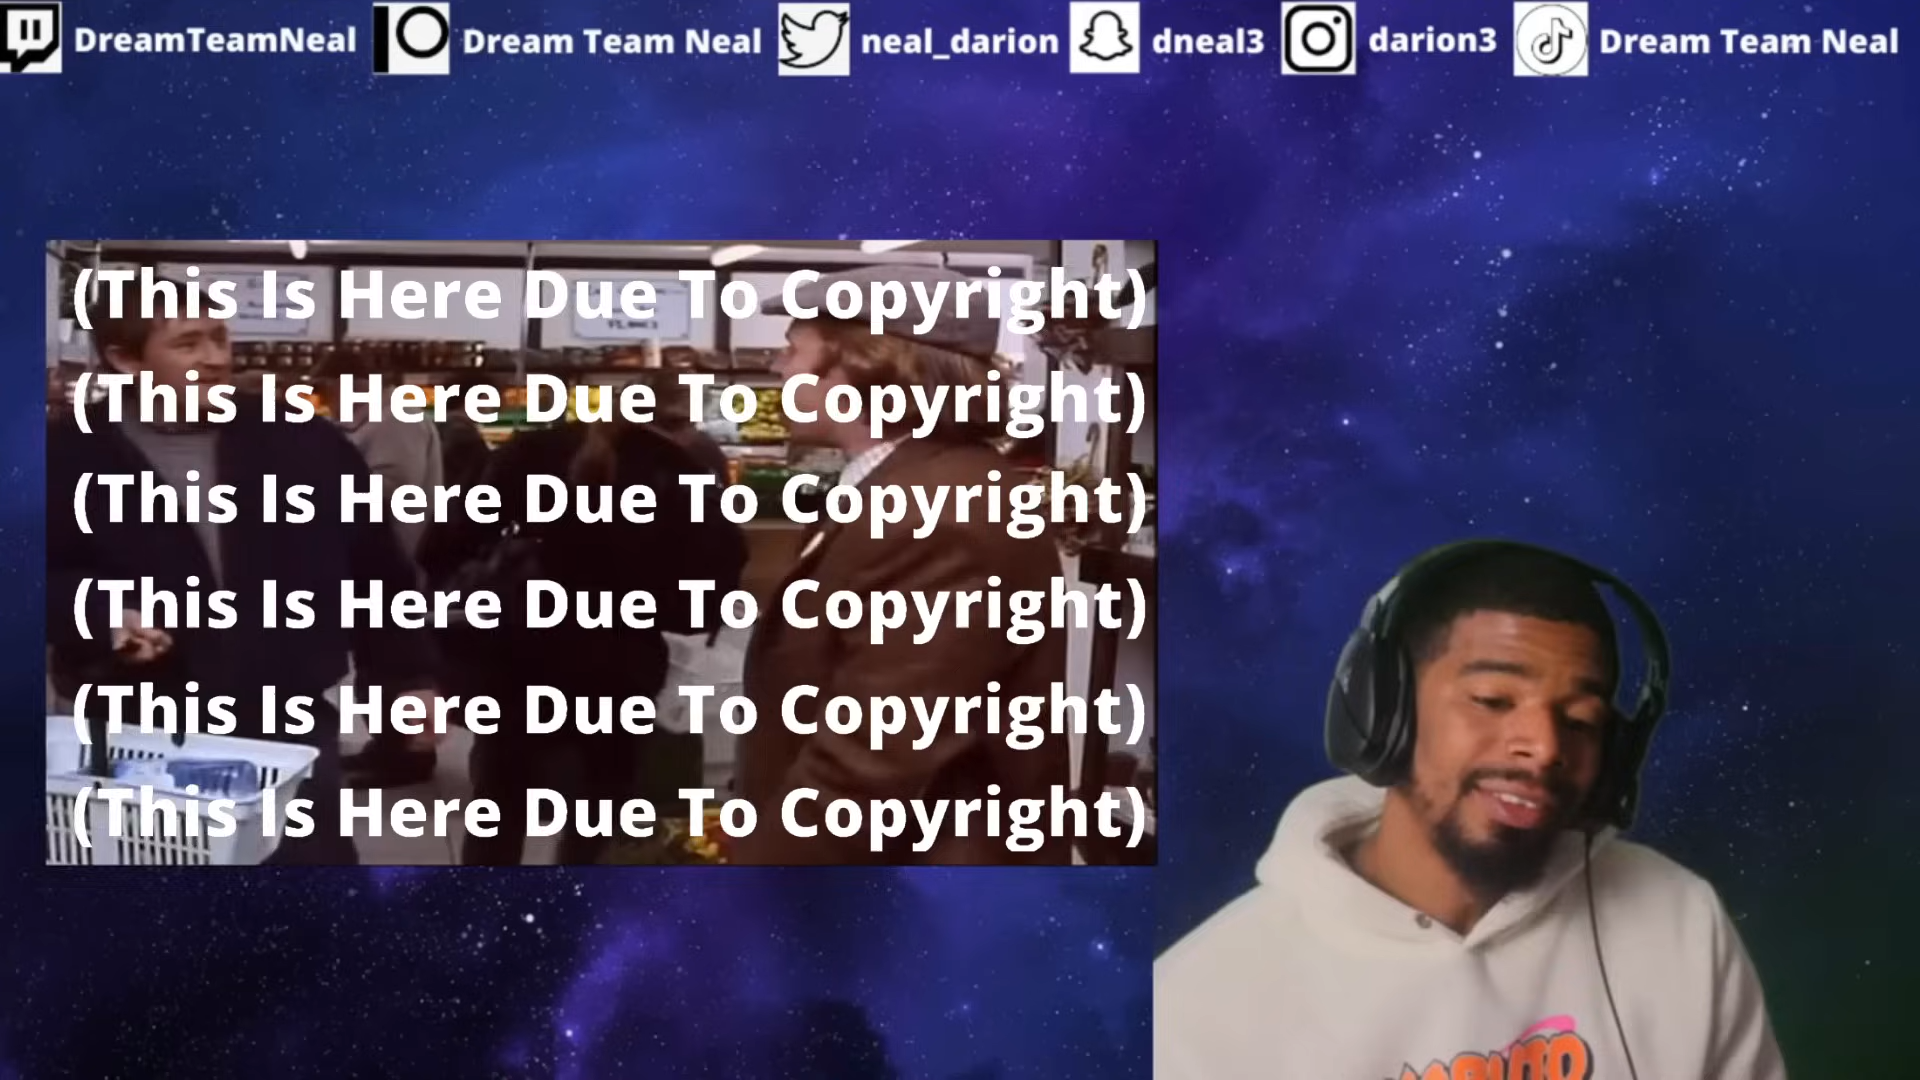 DreamTeamNeal Dream Team Neal neal_darion dneal3 darion3 Dream Team Neal
(This Is Here Due To Copyright)
(This Is Here Due To Copyright)
(This Is Here Due To Copyright)
(This Is Here Due To Copyright)
(This Is Here Due To Copyright)
(This Is Here Due To Copyright)
NARUTO